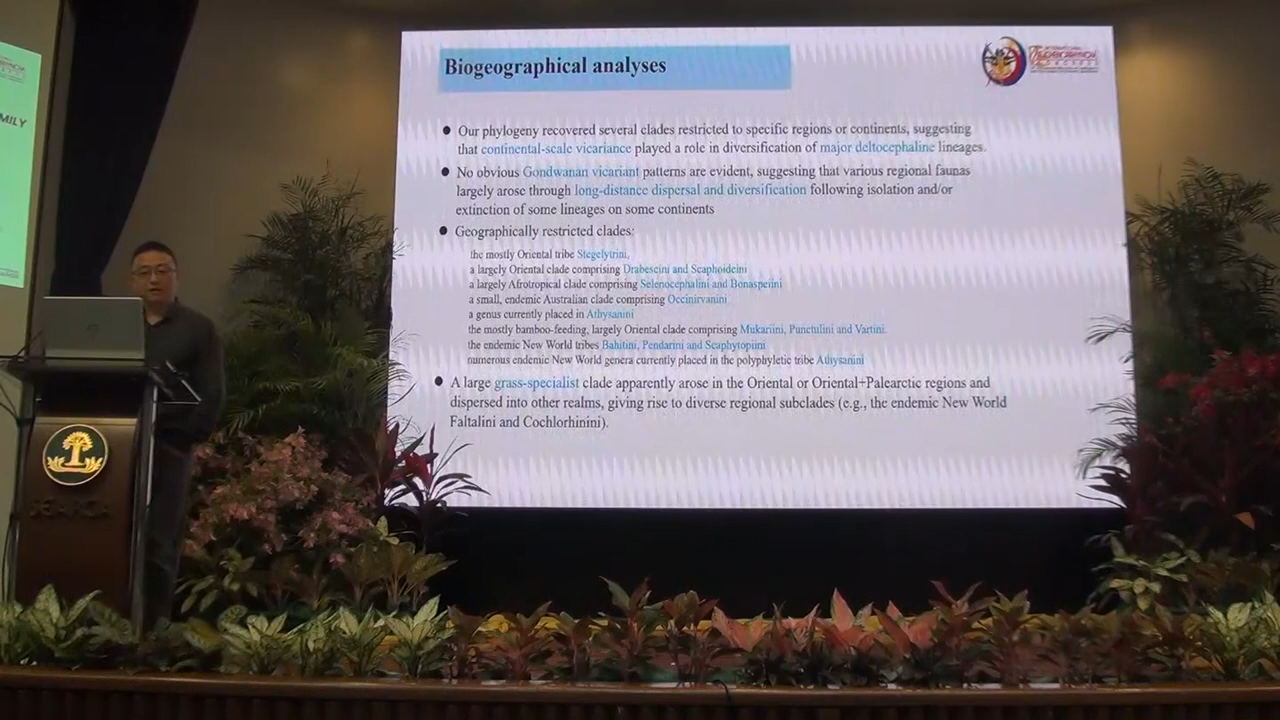 MILY
Biogeographical analyses
INTERNATIONAL
CONGRESS
● Our phylogeny recovered several clades restricted to specific regions or continents, suggesting
that continental-scale vicariance played a role in diversification of major deltocephaline lineages.
● No obvious Gondwanan vicariant patterns are evident, suggesting that various regional faunas
largely arose through long-distance dispersal and diversification following isolation and/or
extinction of some lineages on some continents
● Geographically restricted clades:
the mostly Oriental tribe Stegelytrini,
a largely Oriental clade comprising Drabescini and Scaphoideini
a largely Afrotropical clade comprising Selenocephalini and Bonaspeiini
a small, endemic Australian clade comprising Occinirvanini
a genus currently placed in Athysanini
the mostly bamboo-feeding, largely Oriental clade comprising Mukariini, Punctulini and Vartini.
the endemic New World tribes Bahitini, Pendarini and Scaphytopiini
numerous endemic New World genera currently placed in the polyphyletic tribe Athysanini
● A large grass-specialist clade apparently arose in the Oriental or Oriental+Palearctic regions and
dispersed into other realms, giving rise to diverse regional subclades (e.g., the endemic New World
Faltalini and Cochlorhinini).
SEARCA